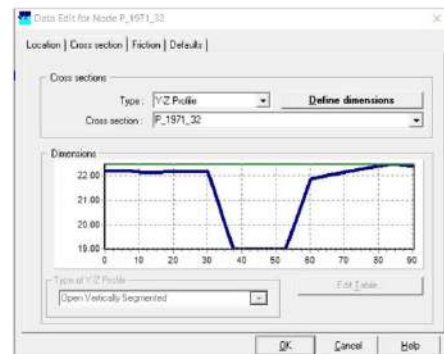 Data Edit for Node P_1971_32
Location | Cross section | Friction | Defaults |
Cross sections
Type : Y-Z Profile Define dimensions
Cross section : P_1971_32
Dimensions
22.00
21.00
20.00
19.00
0 10 20 30 40 50 60 70 80 90
Type of Y-Z Profile
Open Vertically Segmented
Edit Table...
OK Cancel Help